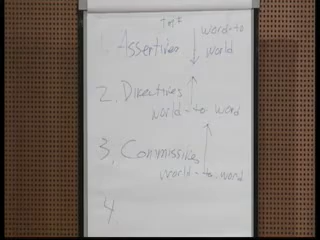 word-to
1. Assertives world
2. Directives
world-to word
3. Commissives
world-to-word
4